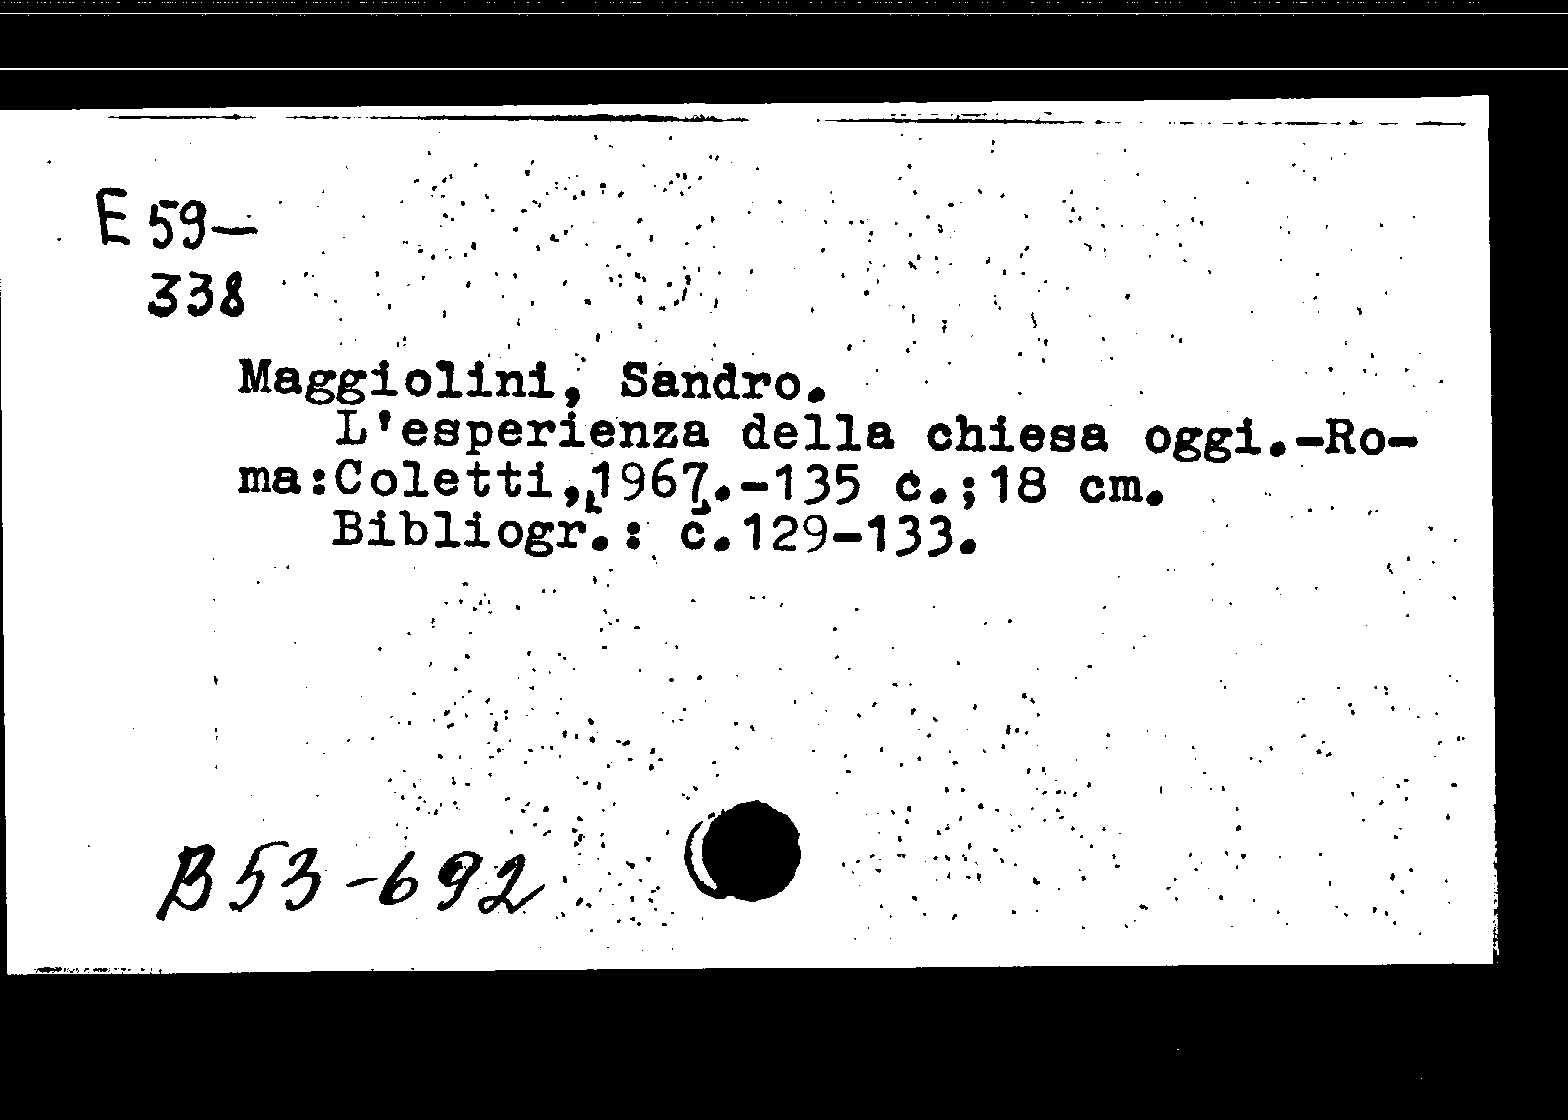 E 59—
338
Maggiolini, Sandro.
L'esperienza della chiesa oggi.-Ro-
ma:Coletti,1967.-135 с.;18 cm.
Bibliogr.: с.129-133.
B53-692